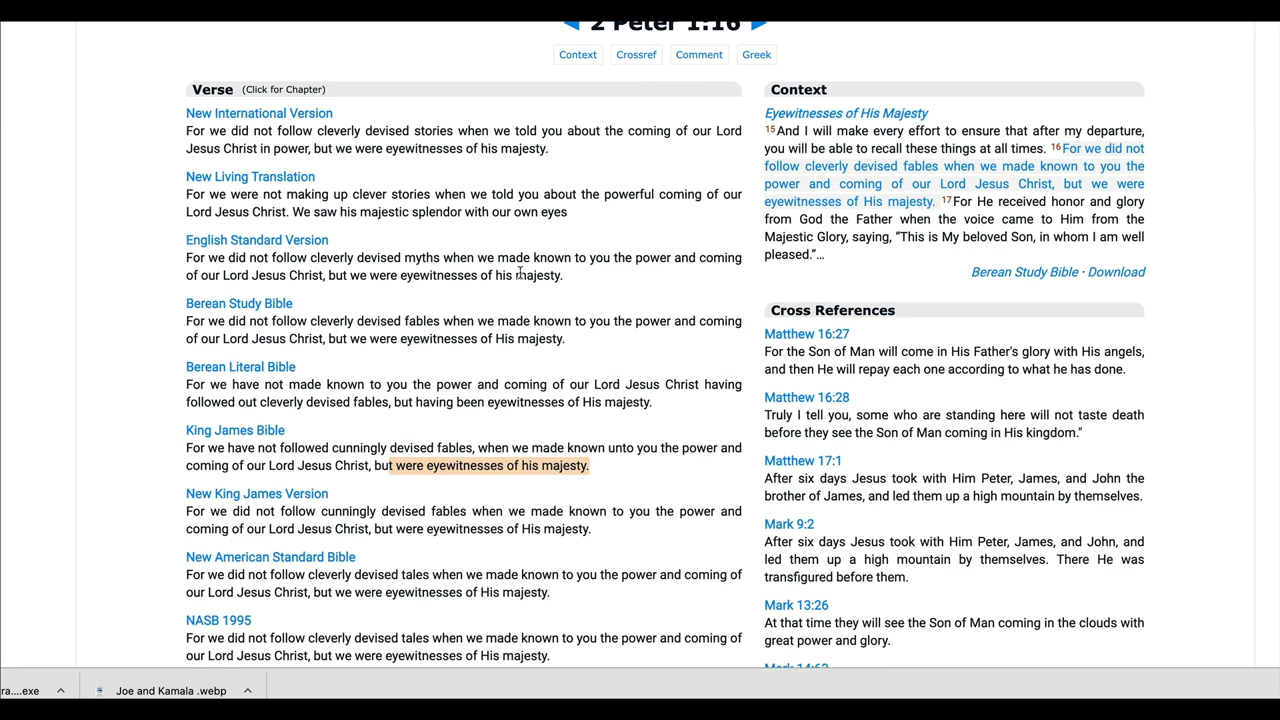 ◄ 2 Peter 1:16 ►
Context Crossref Comment Greek
Verse (Click for Chapter)
New International Version
For we did not follow cleverly devised stories when we told you about the coming of our Lord
Jesus Christ in power, but we were eyewitnesses of his majesty.
New Living Translation
For we were not making up clever stories when we told you about the powerful coming of our
Lord Jesus Christ. We saw his majestic splendor with our own eyes
English Standard Version
For we did not follow cleverly devised myths when we made known to you the power and coming
of our Lord Jesus Christ, but we were eyewitnesses of his majesty.
Berean Study Bible
For we did not follow cleverly devised fables when we made known to you the power and coming
of our Lord Jesus Christ, but we were eyewitnesses of His majesty.
Berean Literal Bible
For we have not made known to you the power and coming of our Lord Jesus Christ having
followed out cleverly devised fables, but having been eyewitnesses of His majesty.
King James Bible
For we have not followed cunningly devised fables, when we made known unto you the power and
coming of our Lord Jesus Christ, but were eyewitnesses of his majesty.
New King James Version
For we did not follow cunningly devised fables when we made known to you the power and
coming of our Lord Jesus Christ, but were eyewitnesses of His majesty.
New American Standard Bible
For we did not follow cleverly devised tales when we made known to you the power and coming of
our Lord Jesus Christ, but we were eyewitnesses of His majesty.
NASB 1995
For we did not follow cleverly devised tales when we made known to you the power and coming of
our Lord Jesus Christ, but we were eyewitnesses of His majesty.
Context
Eyewitnesses of His Majesty
15And I will make every effort to ensure that after my departure,
you will be able to recall these things at all times. 16For we did not
follow cleverly devised fables when we made known to you the
power and coming of our Lord Jesus Christ, but we were
eyewitnesses of His majesty. 17For He received honor and glory
from God the Father when the voice came to Him from the
Majestic Glory, saying, “This is My beloved Son, in whom I am well
pleased.”…
Berean Study Bible · Download
Cross References
Matthew 16:27
For the Son of Man will come in His Father's glory with His angels,
and then He will repay each one according to what he has done.
Matthew 16:28
Truly I tell you, some who are standing here will not taste death
before they see the Son of Man coming in His kingdom."
Matthew 17:1
After six days Jesus took with Him Peter, James, and John the
brother of James, and led them up a high mountain by themselves.
Mark 9:2
After six days Jesus took with Him Peter, James, and John, and
led them up a high mountain by themselves. There He was
transfigured before them.
Mark 13:26
At that time they will see the Son of Man coming in the clouds with
great power and glory.
Mark 14:62
ra....exe Joe and Kamala .webp